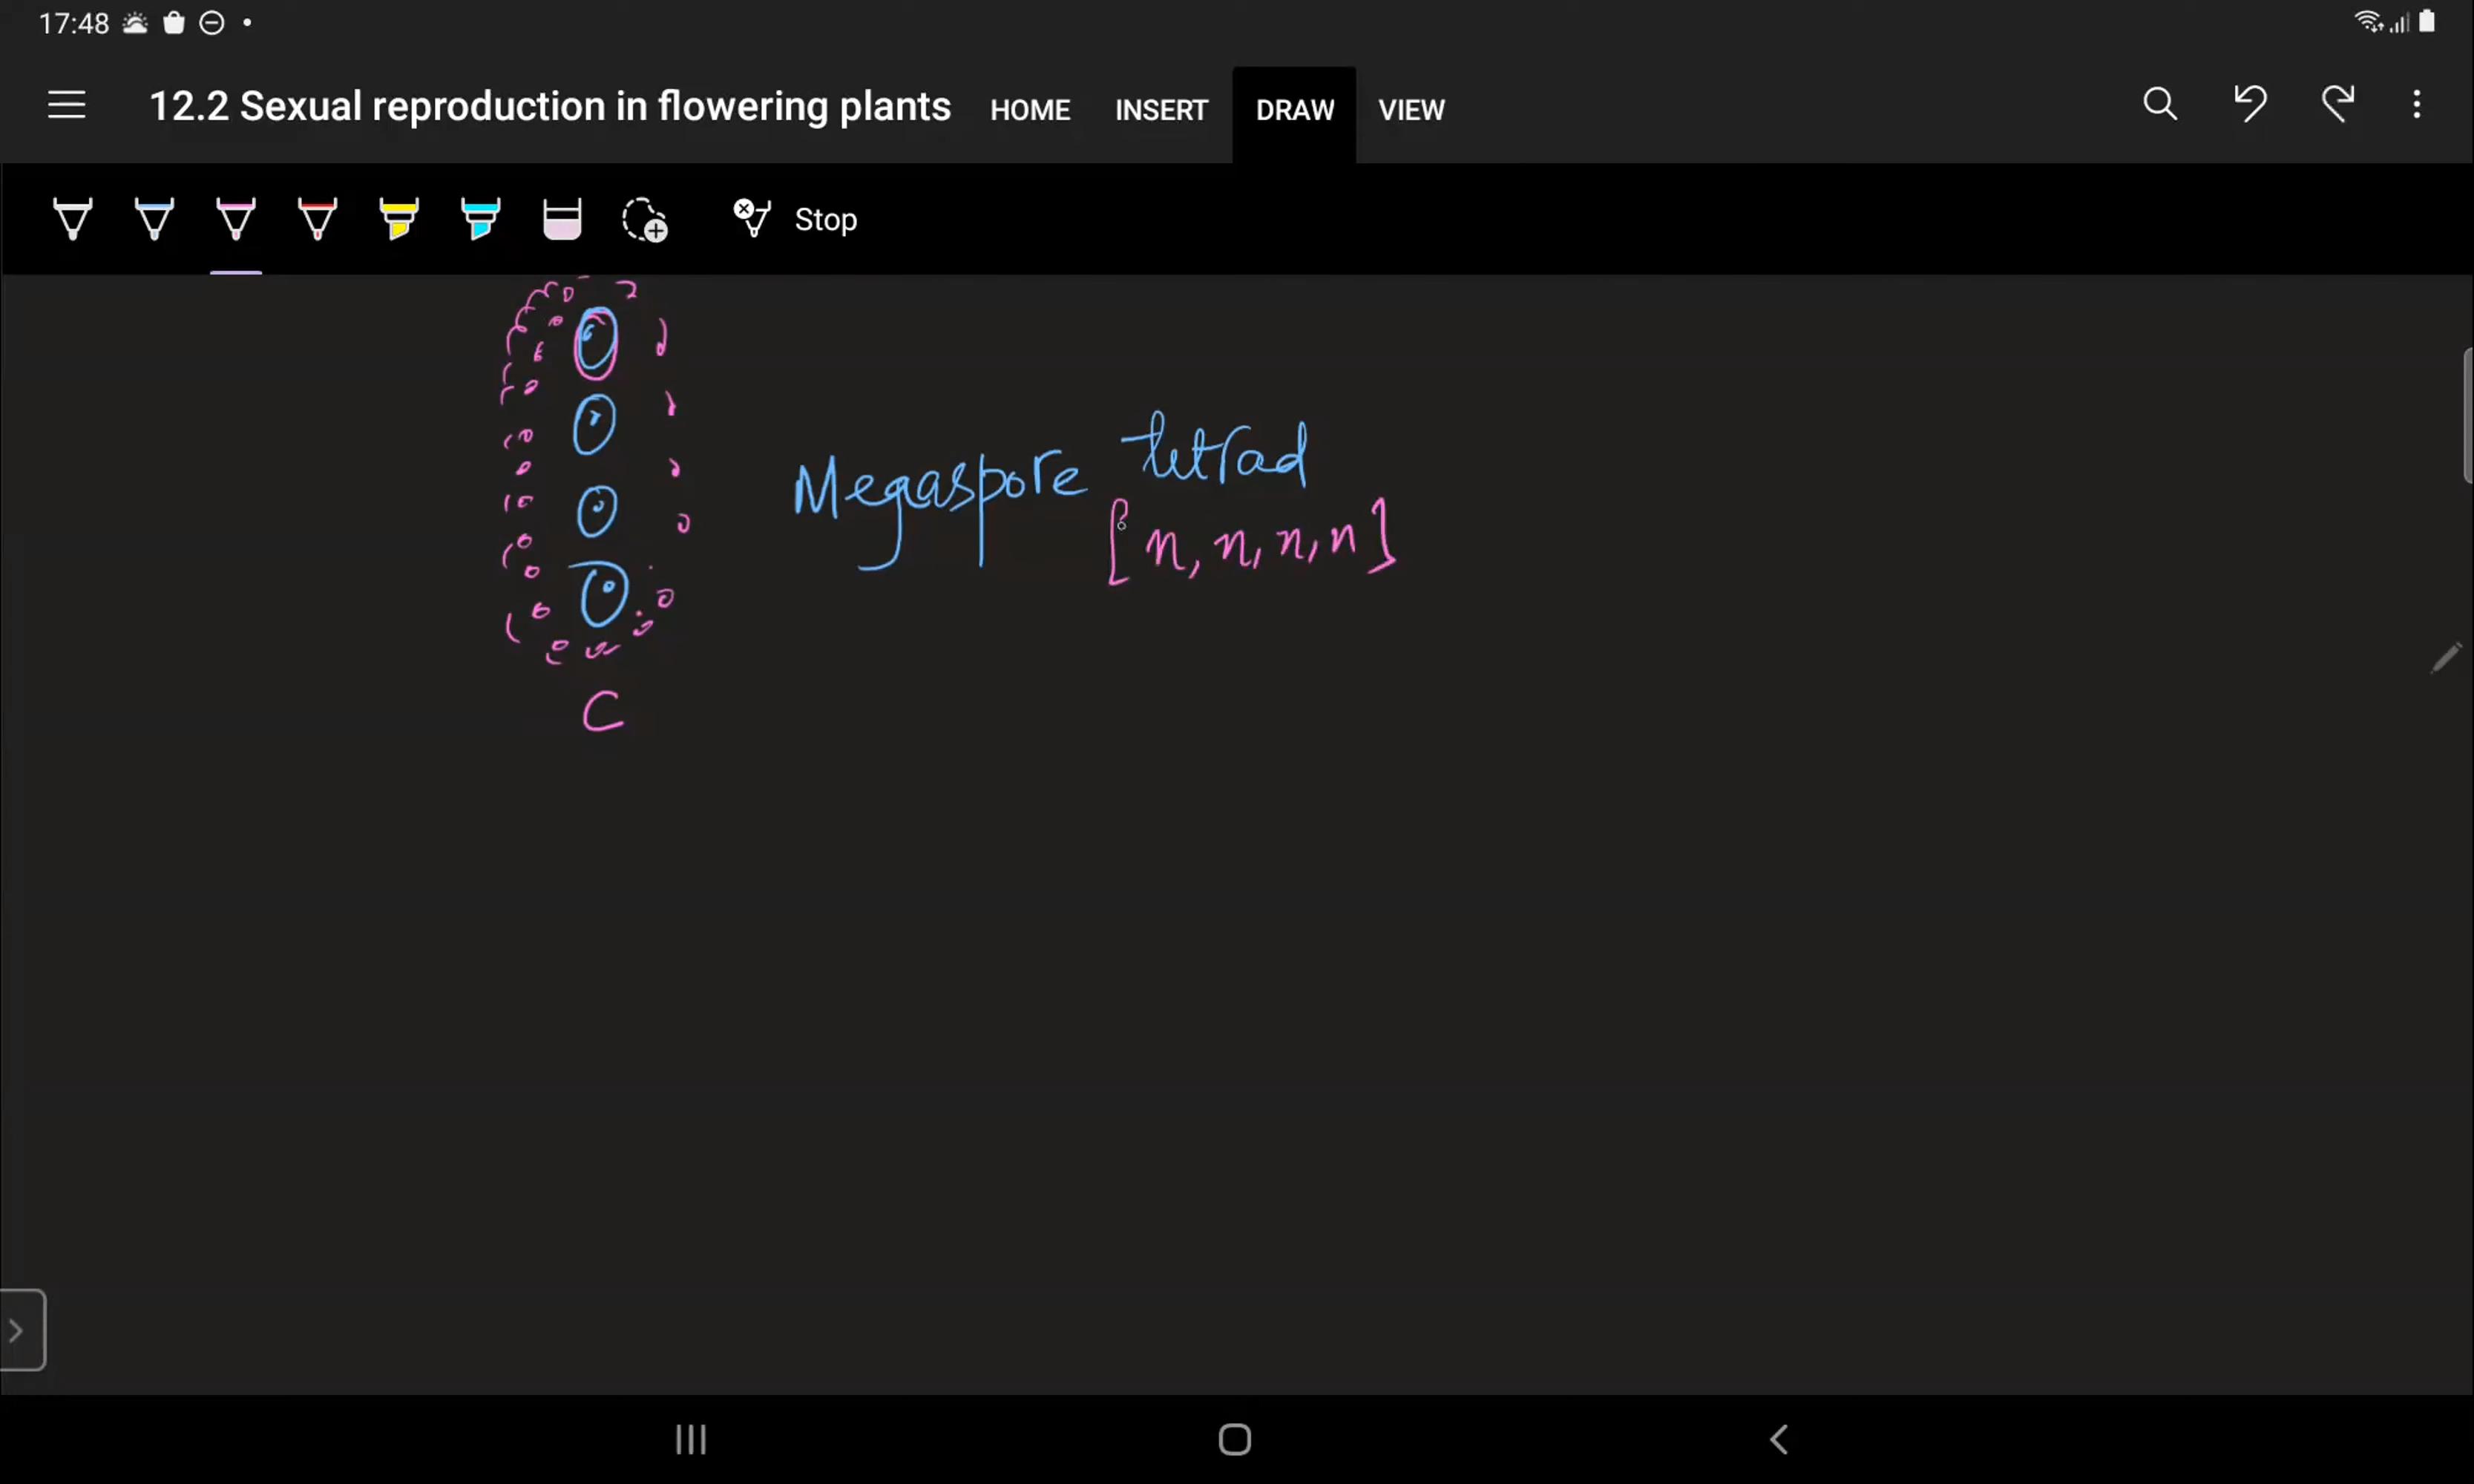 17:48
12.2 Sexual reproduction in flowering plants HOME INSERT DRAW VIEW
Stop
Megaspore tetrad
[n, n, n, n]
C